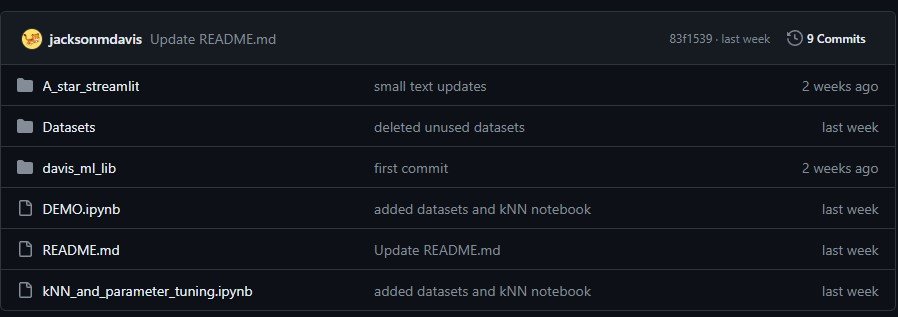 jacksonmdavis Update README.md 83f1539 · last week 9 Commits
A_star_streamlit small text updates 2 weeks ago
Datasets deleted unused datasets last week
davis_ml_lib first commit 2 weeks ago
DEMO.ipynb added datasets and kNN notebook last week
README.md Update README.md last week
kNN_and_parameter_tuning.ipynb added datasets and kNN notebook last week